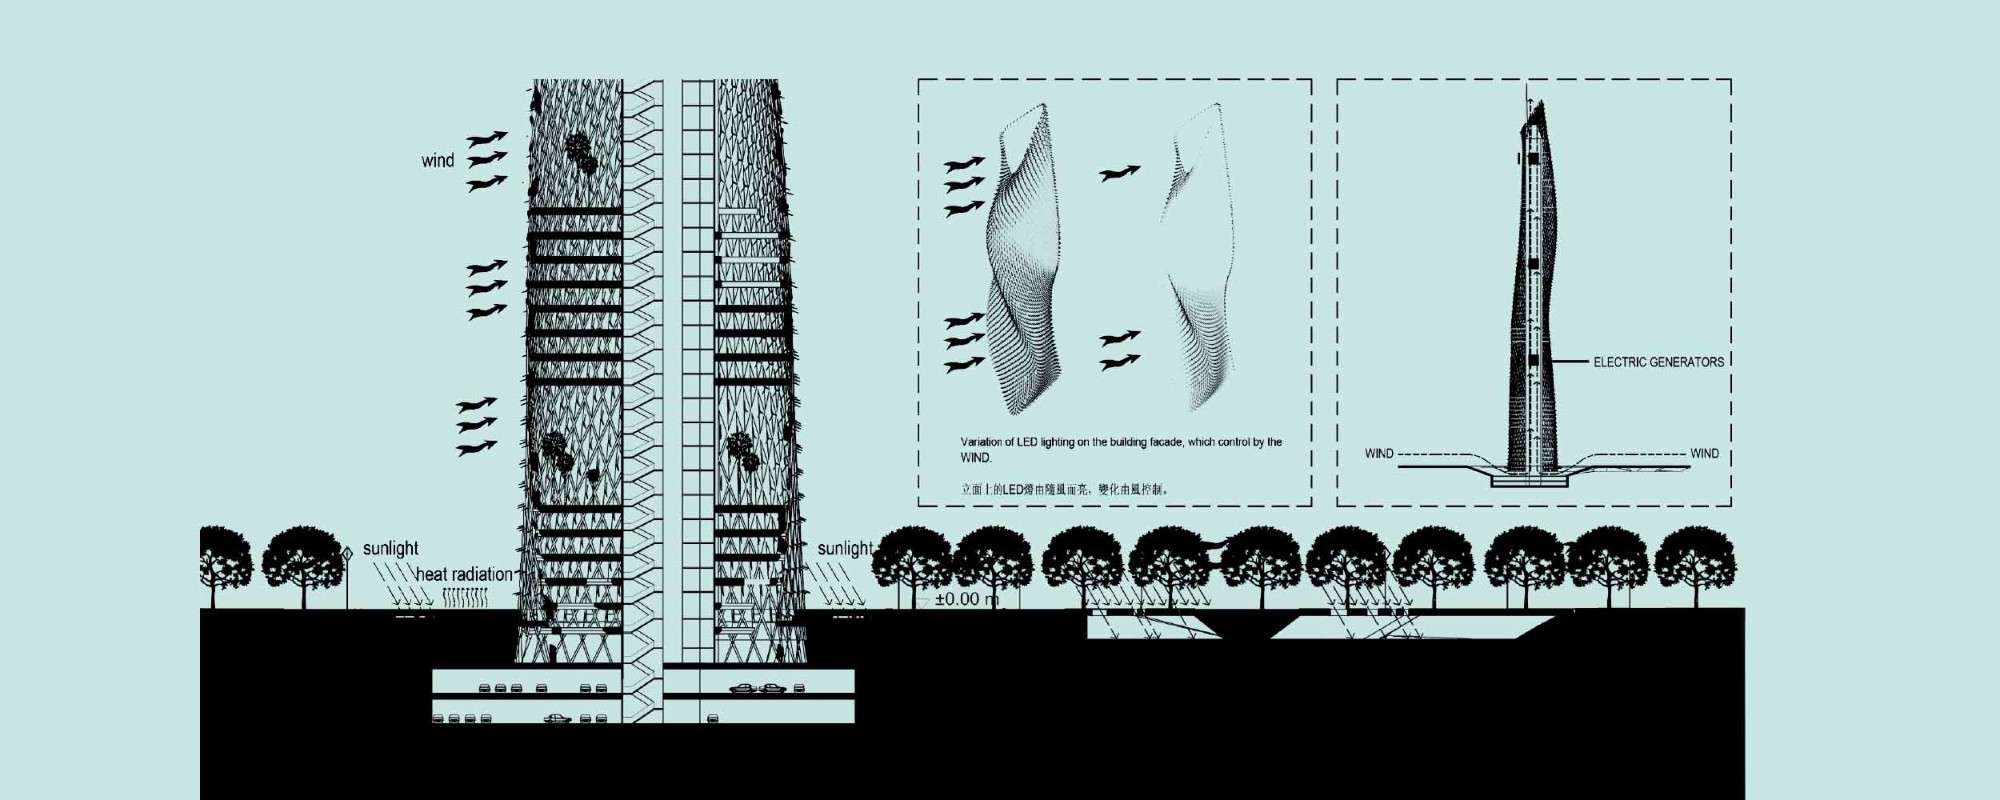 wind
sunlight
heat radiation
sunlight
±0.00 m
Variation of LED lighting on the building facade, which control by the
WIND.
立面上的LED燈由隨風而亮，變化由風控制。
ELECTRIC GENERATORS
WIND
WIND